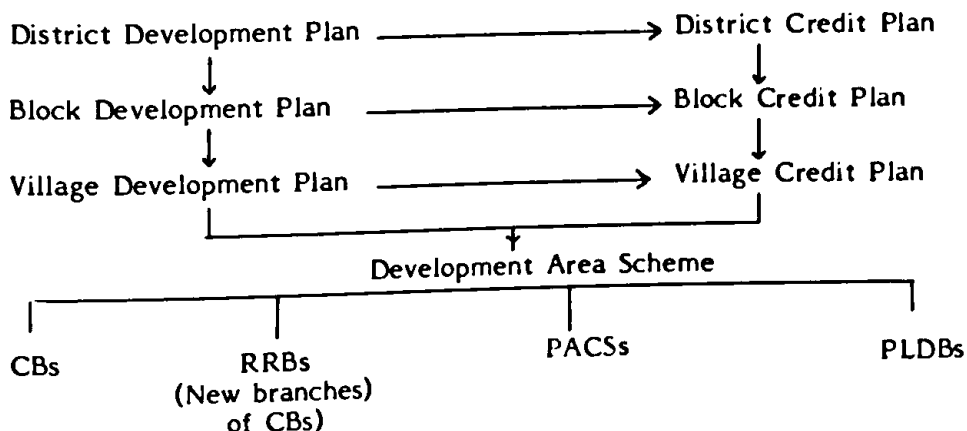 District Development Plan District Credit Plan
Block Development Plan Block Credit Plan
Village Development Plan Village Credit Plan
Development Area Scheme
CBs RRBs PACSs PLDBs
(New branches)
of CBs)